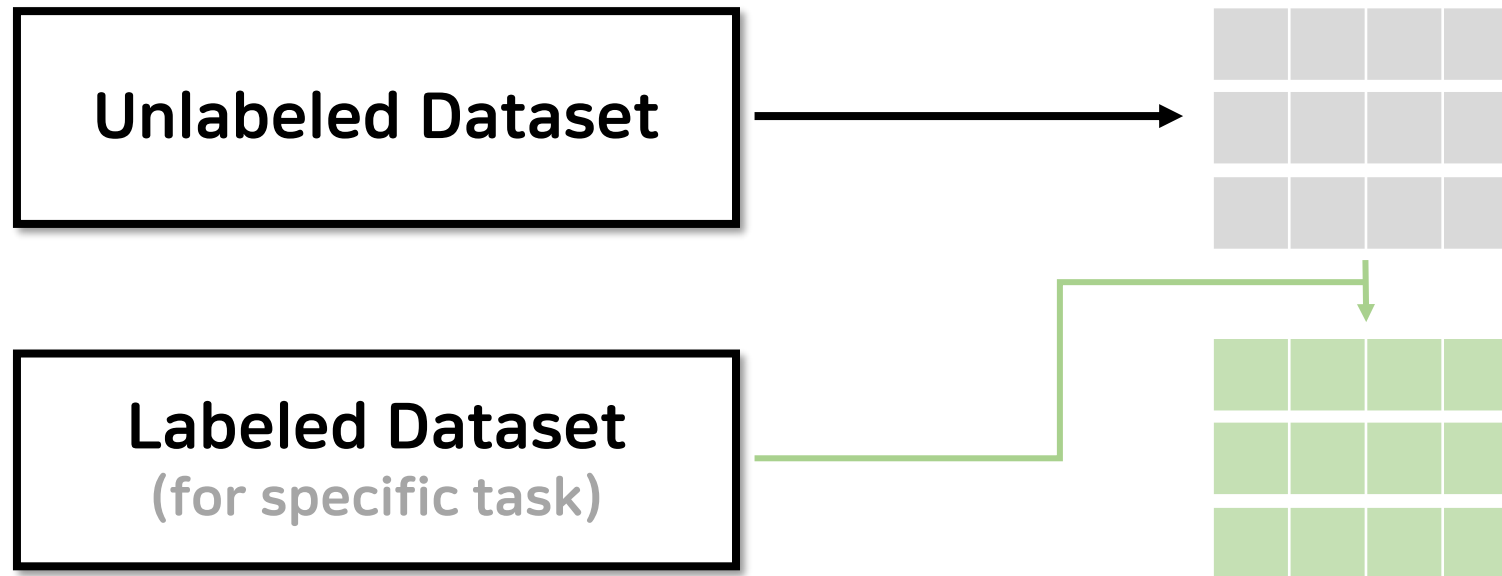 Unlabeled Dataset
Labeled Dataset
(for specific task)